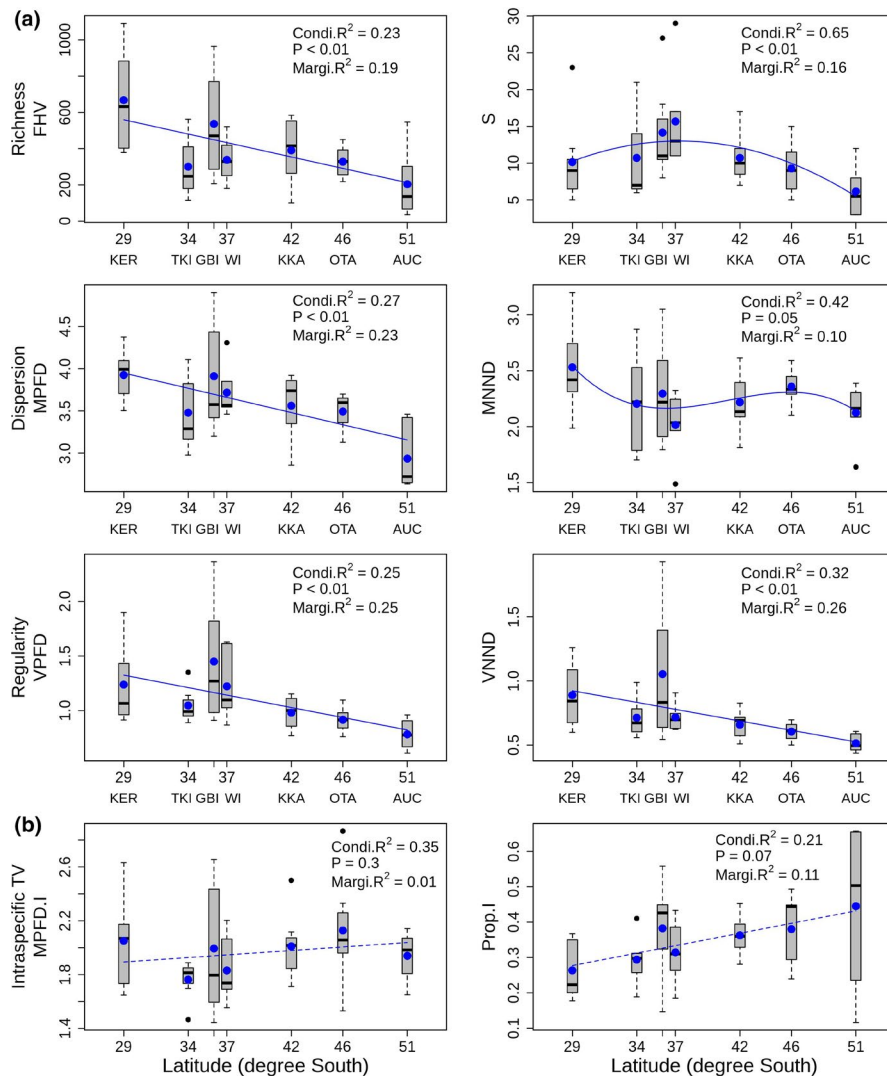 (a)
Richness
FHV
1000
600
200
0
Condi.R² = 0.23
P < 0.01
Margi.R² = 0.19
29 34 37 42 46 51
KER TKI GBI WI KKA OTA AUC
S
30
25
20
15
10
5
Condi.R² = 0.65
P < 0.01
Margi.R² = 0.16
29 34 37 42 46 51
KER TKI GBI WI KKA OTA AUC
Dispersion
MPFD
4.5
4.0
3.5
3.0
Condi.R² = 0.27
P < 0.01
Margi.R² = 0.23
29 34 37 42 46 51
KER TKI GBI WI KKA OTA AUC
MNND
3.0
2.5
2.0
1.5
Condi.R² = 0.42
P = 0.05
Margi.R² = 0.10
29 34 37 42 46 51
KER TKI GBI WI KKA OTA AUC
Regularity
VPFD
2.0
1.5
1.0
Condi.R² = 0.25
P < 0.01
Margi.R² = 0.25
29 34 37 42 46 51
KER TKI GBI WI KKA OTA AUC
VNND
1.5
1.0
0.5
Condi.R² = 0.32
P < 0.01
Margi.R² = 0.26
29 34 37 42 46 51
KER TKI GBI WI KKA OTA AUC
(b)
Intraspecific TV
MPFD.I
2.6
2.2
1.8
1.4
Condi.R² = 0.35
P = 0.3
Margi.R² = 0.01
29 34 37 42 46 51
Latitude (degree South)
Prop.I
0.6
0.5
0.4
0.3
0.2
0.1
Condi.R² = 0.21
P = 0.07
Margi.R² = 0.11
29 34 37 42 46 51
Latitude (degree South)